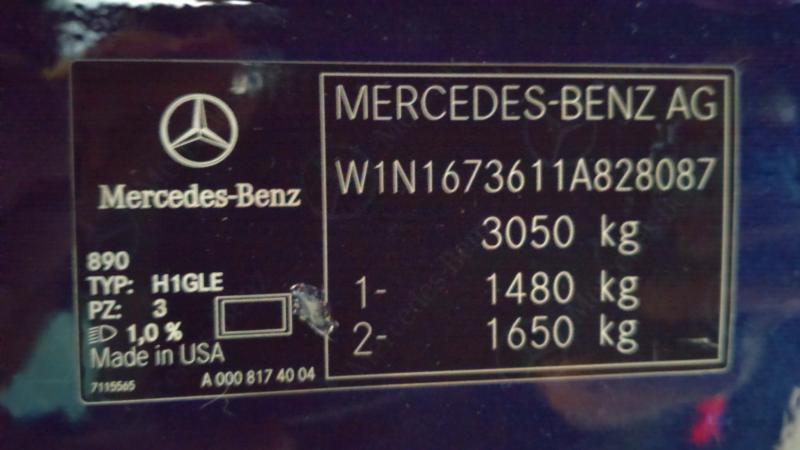 Mercedes-Benz
890
TYP: H1GLE
PZ: 3
1,0 %
Made in USA
7115565
A 000 817 40 04
MERCEDES-BENZ AG
W1N1673611A828087
3050 kg
1- 1480 kg
2- 1650 kg